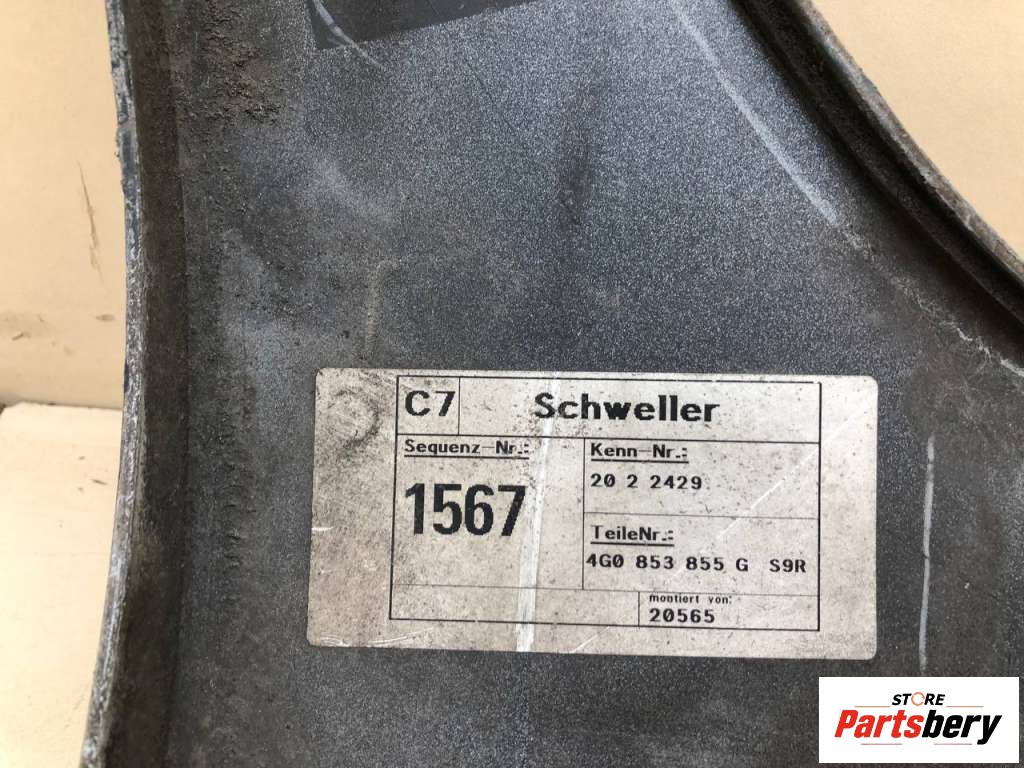 C7 Schweller
Sequenz-Nr.:
1567
Kenn-Nr.:
20 2 2429
TeileNr.:
4G0 853 855 G S9R
montiert von:
20565
STORE
Partsbery